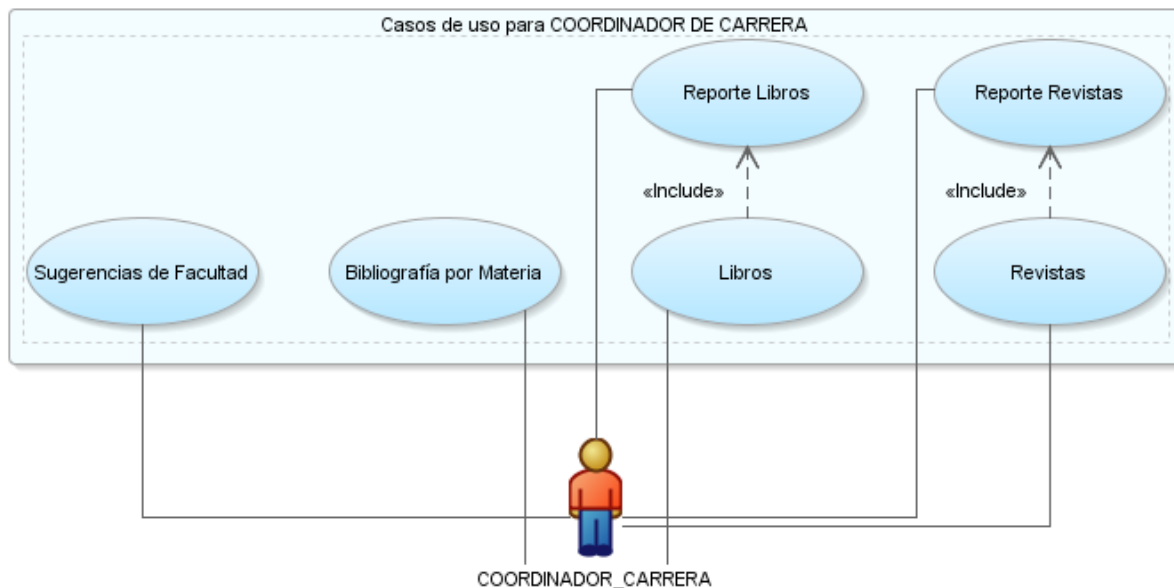 Casos de uso para COORDINADOR DE CARRERA
Reporte Libros
Reporte Revistas
«Include»
«Include»
Sugerencias de Facultad
Bibliografía por Materia
Libros
Revistas
COORDINADOR_CARRERA